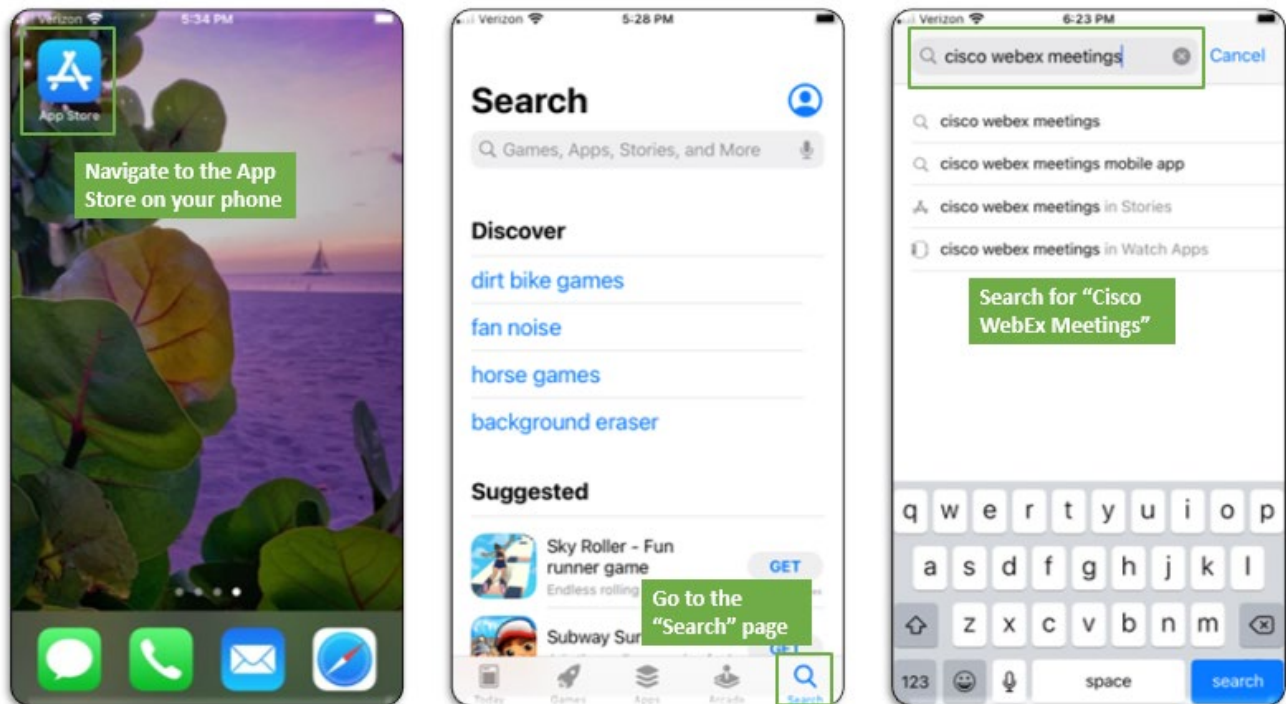 Verizon 5:34 PM
App Store
Navigate to the App
Store on your phone
Verizon 5:28 PM
Search
Games, Apps, Stories, and More
Discover
dirt bike games
fan noise
horse games
background eraser
Suggested
Sky Roller - Fun
runner game
GET
Endless rolling
Subway Sur
GET
Go to the
"Search" page
Today Games Apps Arcade Search
Verizon 6:23 PM
cisco webex meetings Cancel
cisco webex meetings
cisco webex meetings mobile app
cisco webex meetings in Stories
cisco webex meetings in Watch Apps
Search for "Cisco
WebEx Meetings"
q w e r t y u i o p
a s d f g h j k l
z x c v b n m
123 space search